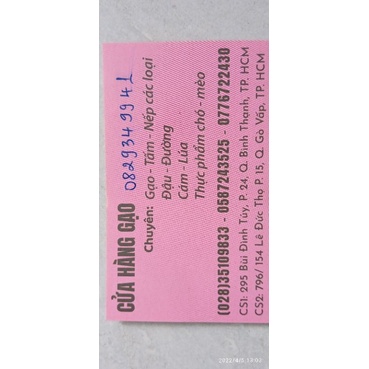 CỬA HÀNG GẠO
0829349941
Chuyên: Gạo - Tấm - Nếp các loại
Đậu - Đường
Cám - Lúa
Thực phẩm chó - mèo
(028)35109833 - 0587243525 - 0776722430
CS1: 295 Bùi Đình Túy, P. 24, Q. Bình Thạnh, TP. HCM
CS2: 796/154 Lê Đức Thọ P. 15, Q. Gò Vấp, TP. HCM